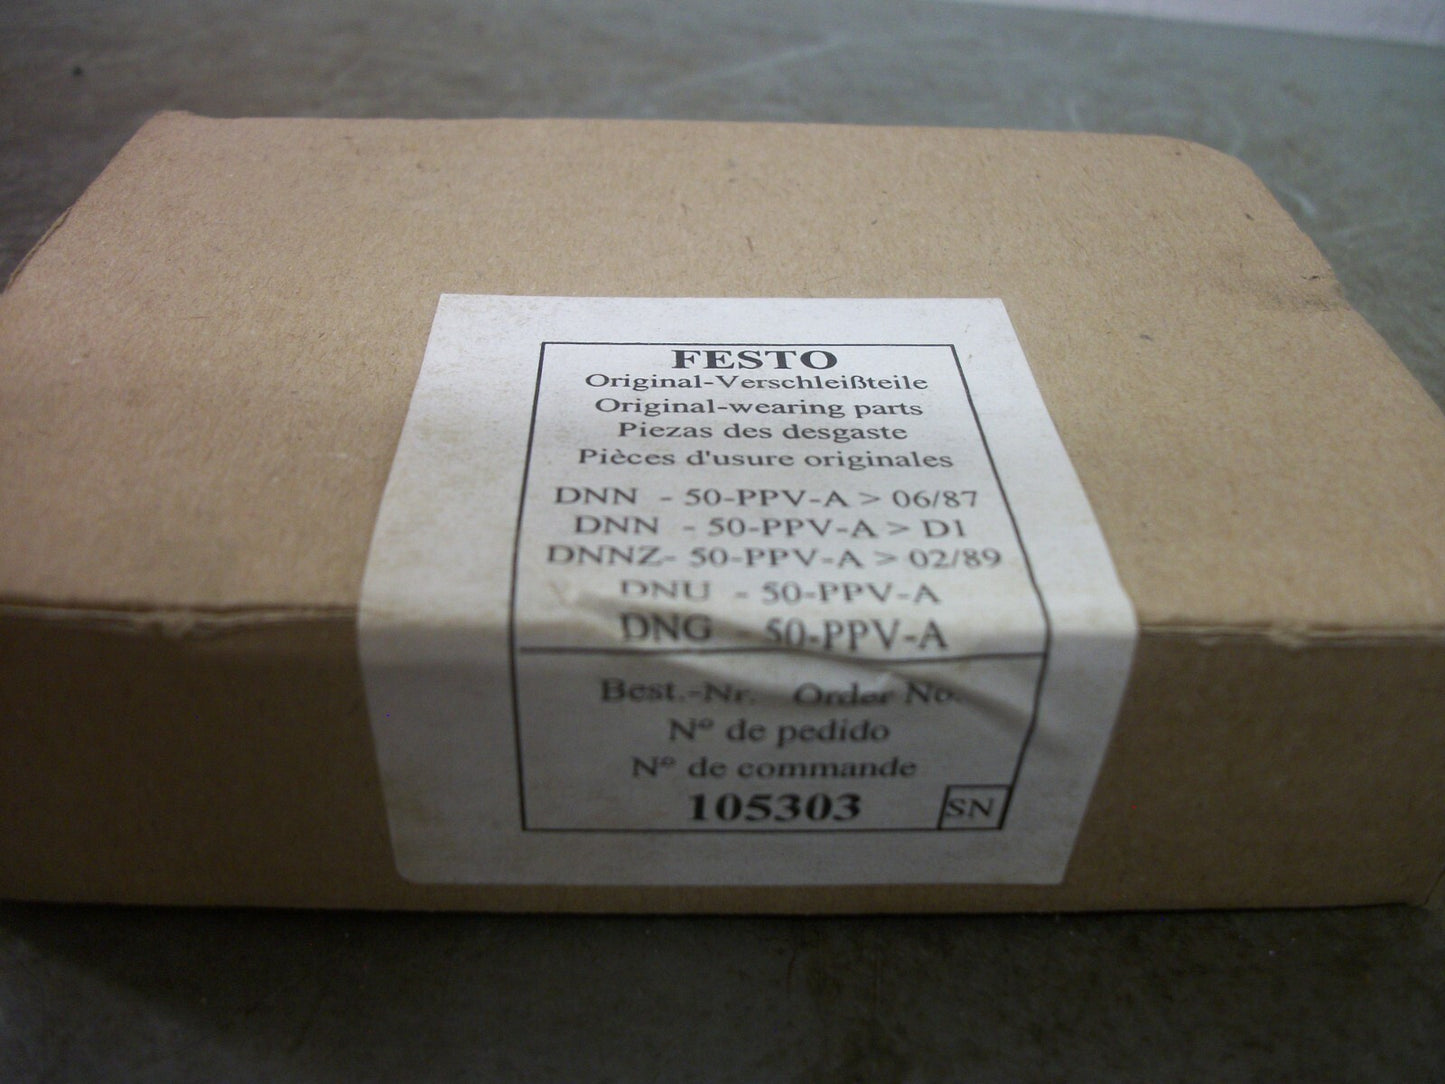 FESTO
Original-Verschleißteile
Original-wearing parts
Piezas des desgaste
Pièces d'usure originales
DNN - 50-PPV-A > 06/87
DNN - 50-PPV-A > D1
DNNZ- 50-PPV-A > 02/89
DNU - 50-PPV-A
DNG 50-PPV-A
Best.-Nr. Order No.
Nº de pedido
Nº de commande
105303 SN